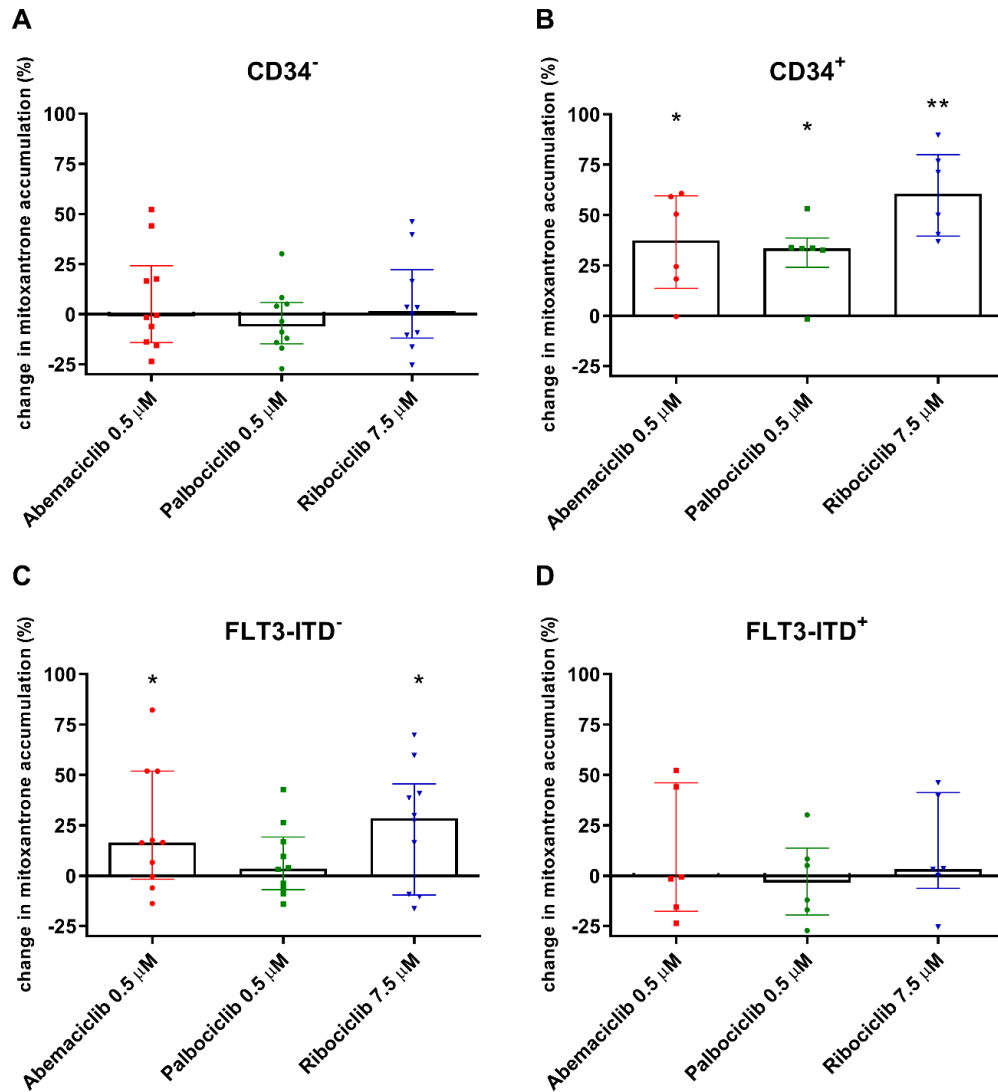 A
CD34-
change in mitoxantrone accumulation (%)
100
75
50
25
0
-25
Abemaciclib 0.5 µM
Palbociclib 0.5 µM
Ribociclib 7.5 µM
B
CD34+
change in mitoxantrone accumulation (%)
100
75
50
25
0
-25
*
*
**
Abemaciclib 0.5 µM
Palbociclib 0.5 µM
Ribociclib 7.5 µM
C
FLT3-ITD-
change in mitoxantrone accumulation (%)
100
75
50
25
0
-25
*
*
Abemaciclib 0.5 µM
Palbociclib 0.5 µM
Ribociclib 7.5 µM
D
FLT3-ITD+
change in mitoxantrone accumulation (%)
100
75
50
25
0
-25
Abemaciclib 0.5 µM
Palbociclib 0.5 µM
Ribociclib 7.5 µM